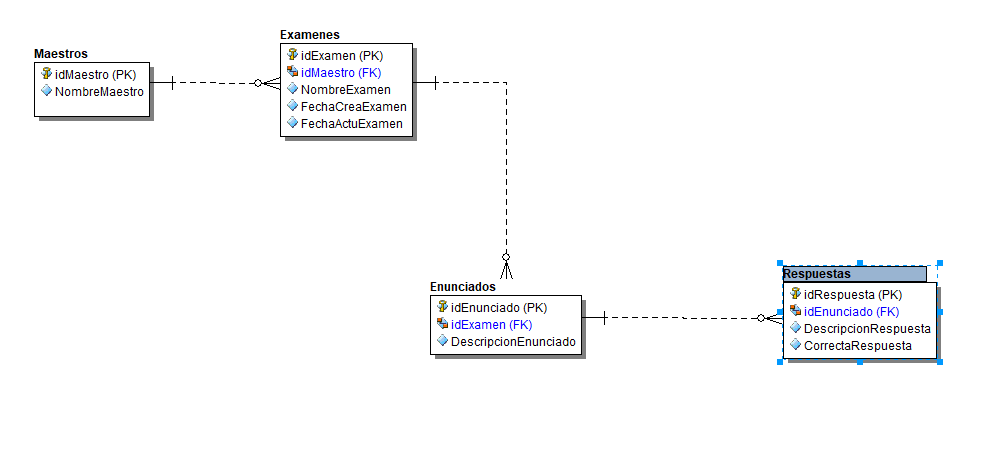 Maestros
idMaestro (PK)
NombreMaestro
Examenes
idExamen (PK)
idMaestro (FK)
NombreExamen
FechaCreaExamen
FechaActuExamen
Enunciados
idEnunciado (PK)
idExamen (FK)
DescripcionEnunciado
Respuestas
idRespuesta (PK)
idEnunciado (FK)
DescripcionRespuesta
CorrectaRespuesta